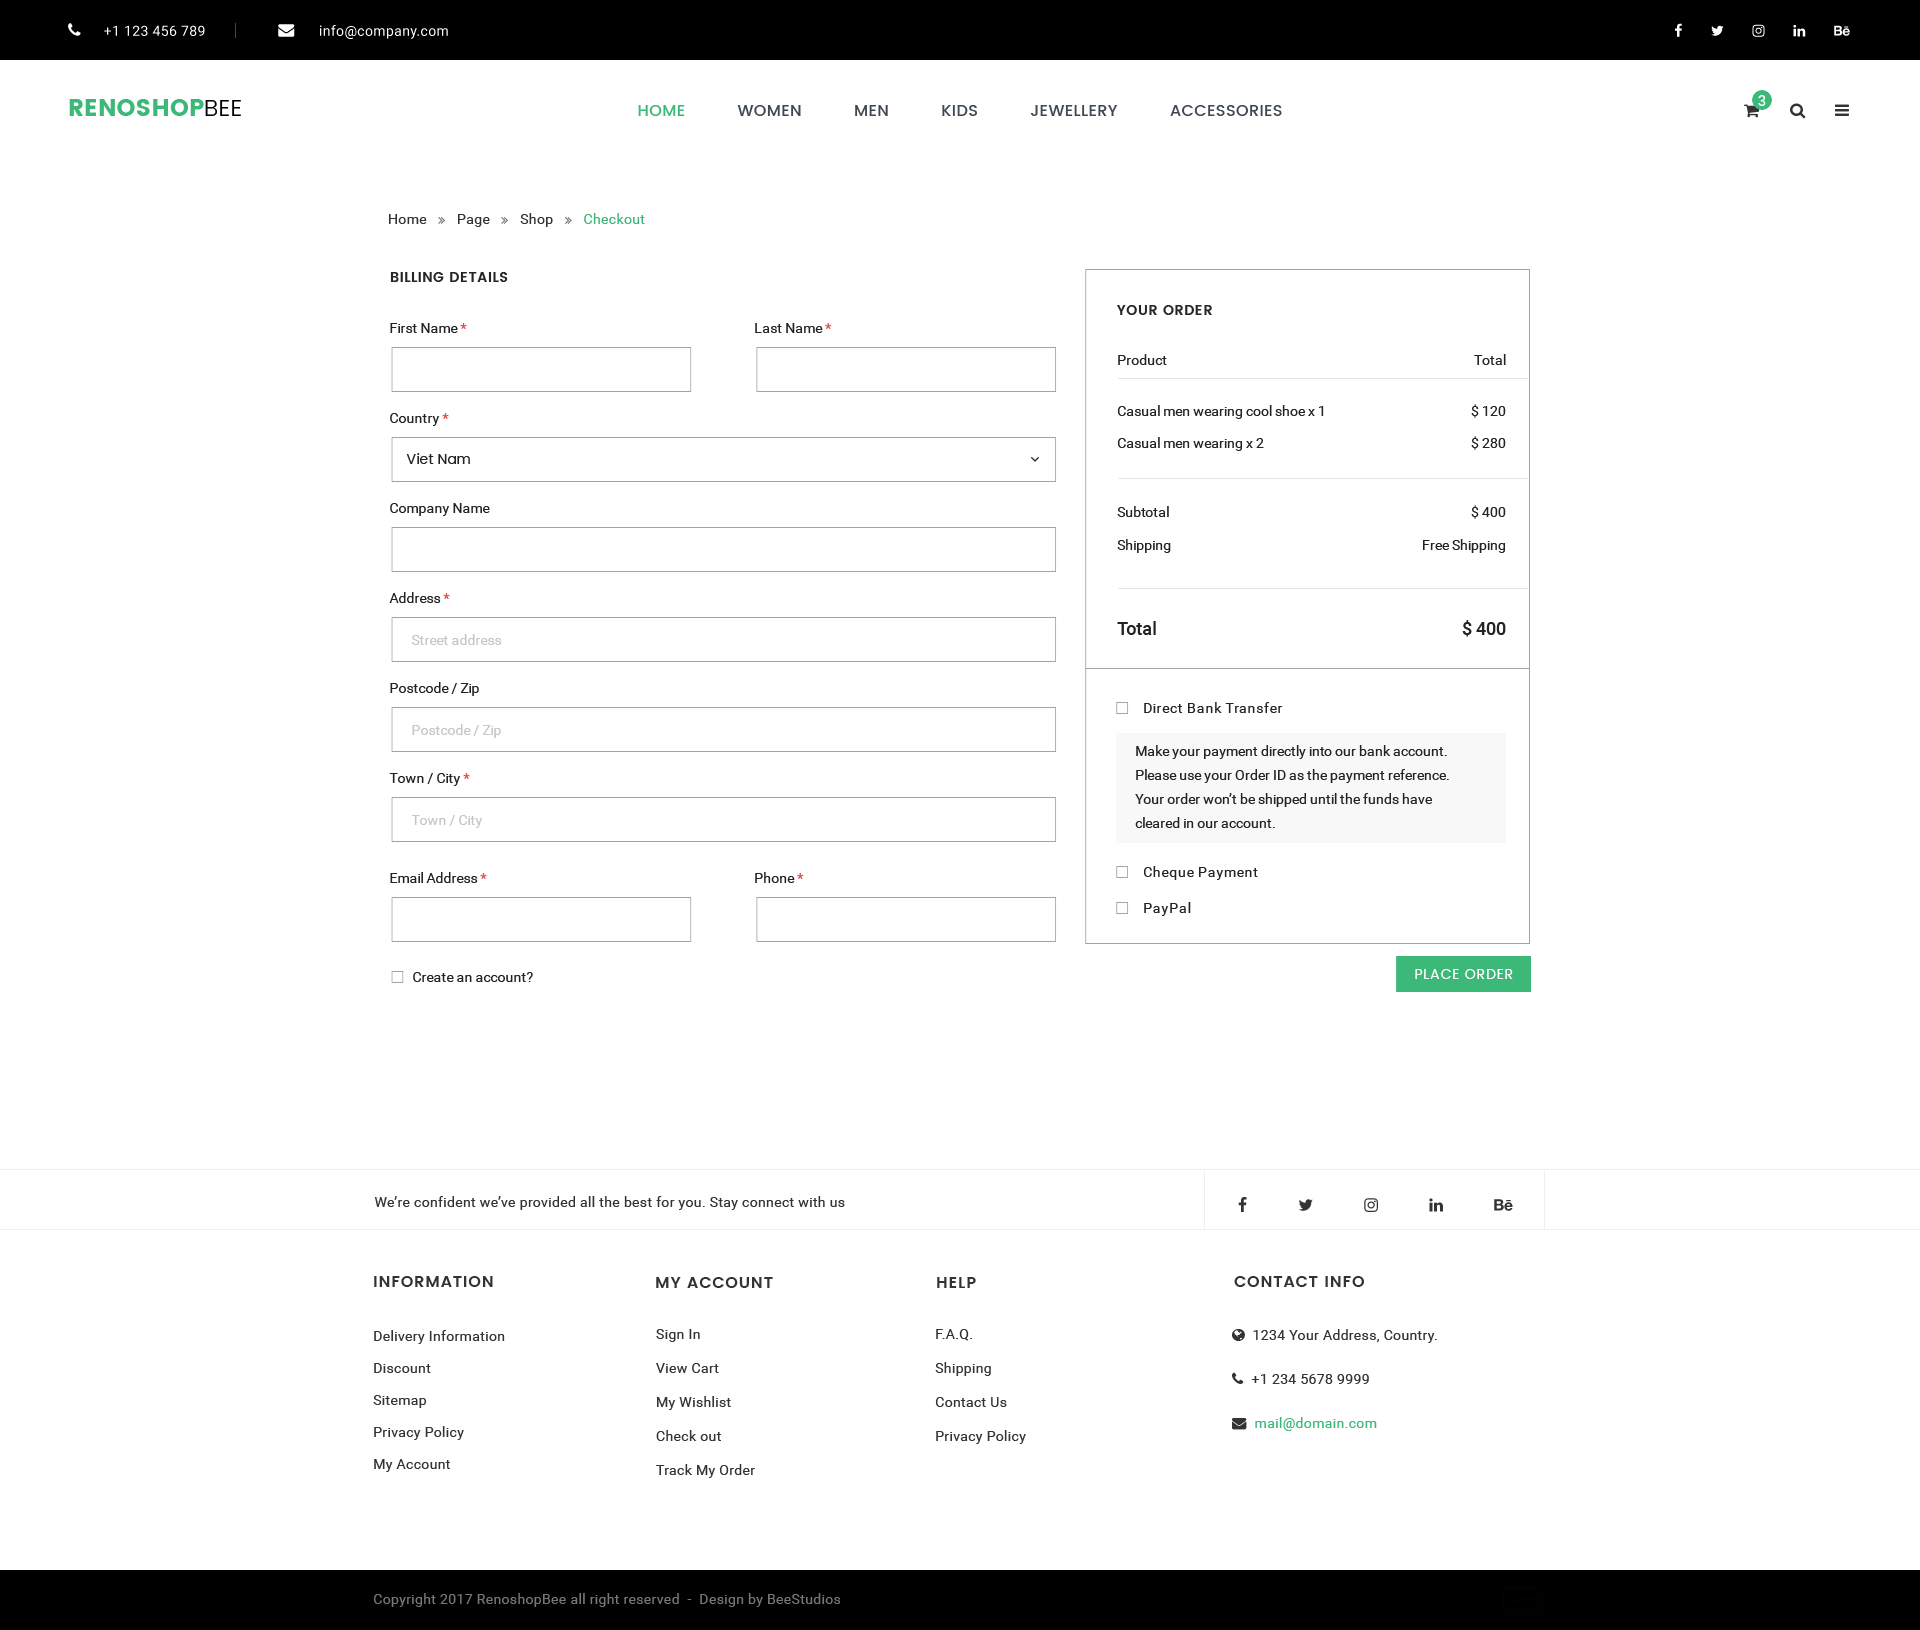 +1 123 456 789
info@company.com
Bē
RENOSHOPBEE
HOME WOMEN MEN KIDS JEWELLERY ACCESSORIES
3
Home » Page » Shop » Checkout
BILLING DETAILS
First Name *
Last Name *
Country *
Viet Nam
Company Name
Address *
Street address
Postcode / Zip
Postcode / Zip
Town / City *
Town / City
Email Address *
Phone *
Create an account?
YOUR ORDER
Product Total
Casual men wearing cool shoe x 1 $ 120
Casual men wearing x 2 $ 280
Subtotal $ 400
Shipping Free Shipping
Total $ 400
Direct Bank Transfer
Make your payment directly into our bank account.
Please use your Order ID as the payment reference.
Your order won’t be shipped until the funds have
cleared in our account.
Cheque Payment
PayPal
PLACE ORDER
We’re confident we’ve provided all the best for you. Stay connect with us
Bē
INFORMATION
Delivery Information
Discount
Sitemap
Privacy Policy
My Account
MY ACCOUNT
Sign In
View Cart
My Wishlist
Check out
Track My Order
HELP
F.A.Q.
Shipping
Contact Us
Privacy Policy
CONTACT INFO
1234 Your Address, Country.
+1 234 5678 9999
mail@domain.com
Copyright 2017 RenoshopBee all right reserved - Design by BeeStudios